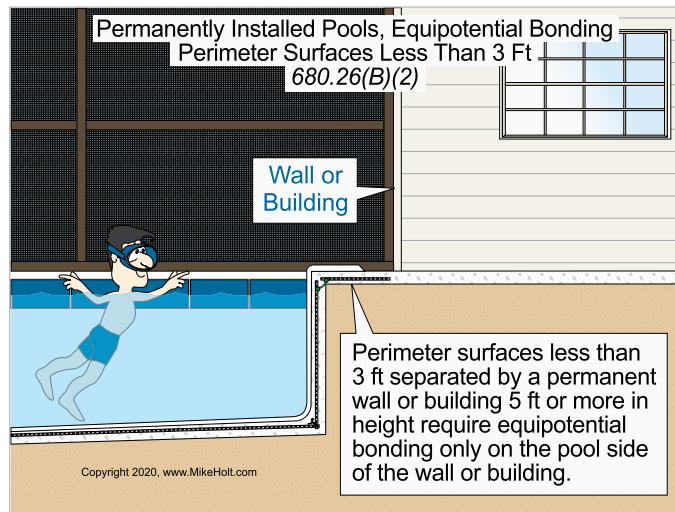 Permanently Installed Pools, Equipotential Bonding
Perimeter Surfaces Less Than 3 Ft
680.26(B)(2)
Wall or
Building
Perimeter surfaces less than
3 ft separated by a permanent
wall or building 5 ft or more in
height require equipotential
bonding only on the pool side
of the wall or building.
Copyright 2020, www.MikeHolt.com